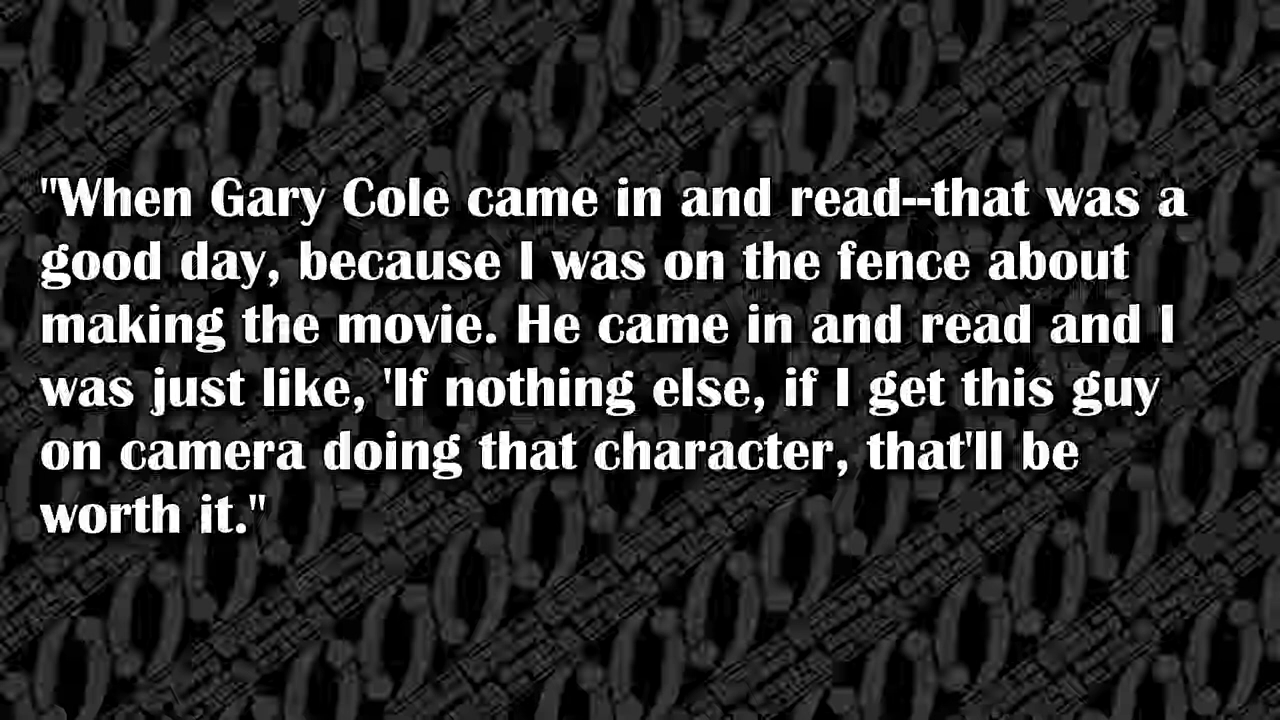 "When Gary Cole came in and read--that was a
good day, because I was on the fence about
making the movie. He came in and read and I
was just like, 'If nothing else, if I get this guy
on camera doing that character, that'll be
worth it."